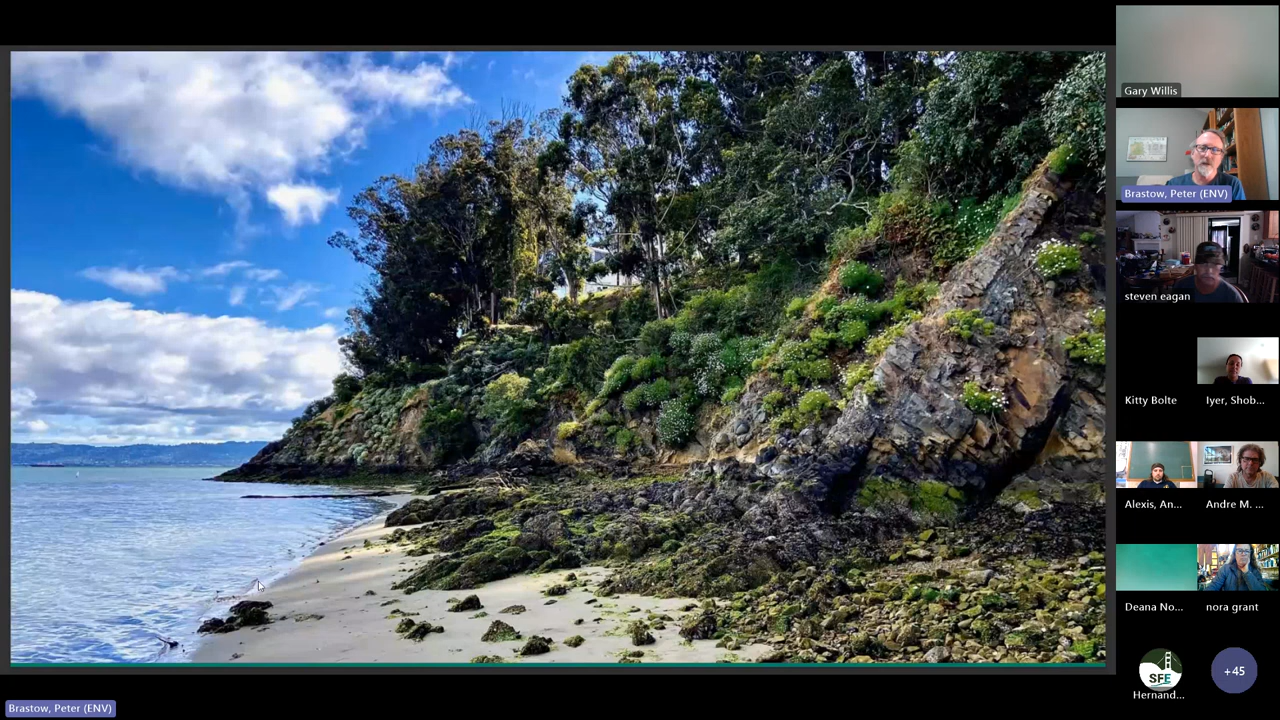 Gary Willis
Brastow, Peter (ENV)
steven eagan
Kitty Bolte
Iyer, Shob...
Alexis, An...
Andre M. ...
Deana No...
nora grant
SFE
Hernand...
+45
Brastow, Peter (ENV)